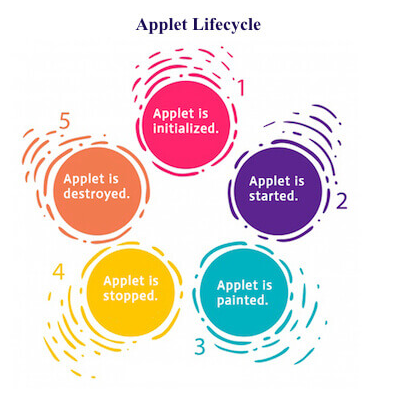 Applet Lifecycle
1
Applet is
initialized.
2
Applet is
started.
3
Applet is
painted.
4
Applet is
stopped.
5
Applet is
destroyed.